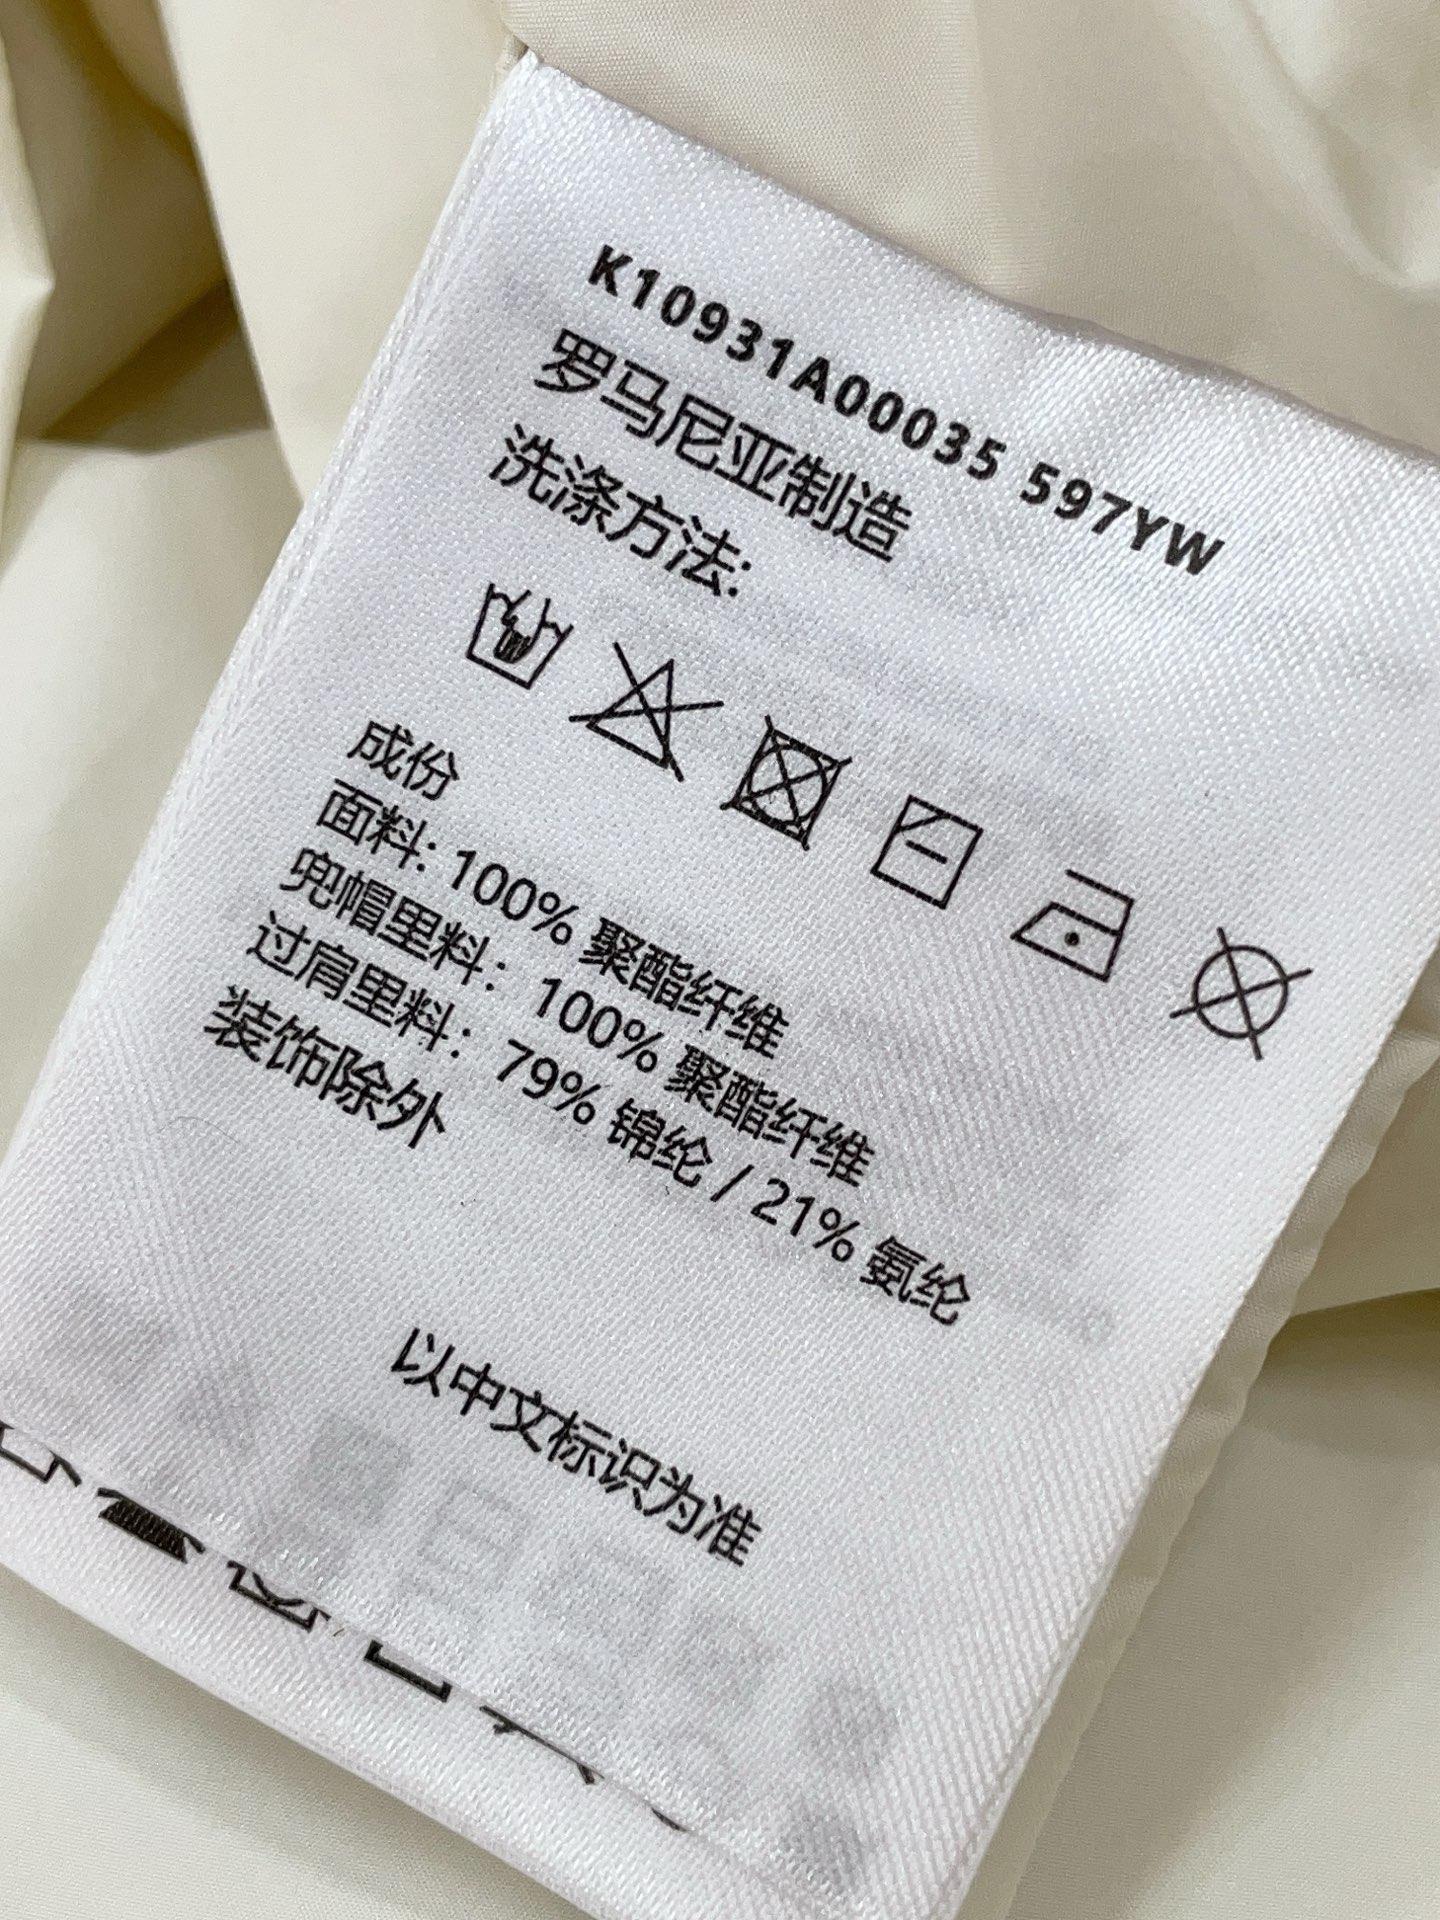 K10931A00035 597YW
罗马尼亚制造
洗涤方法:
成份
面料: 100% 聚酯纤维
兜帽里料: 100% 聚酯纤维
过肩里料: 79% 锦纶 / 21% 氨纶
装饰除外
以中文标识为准